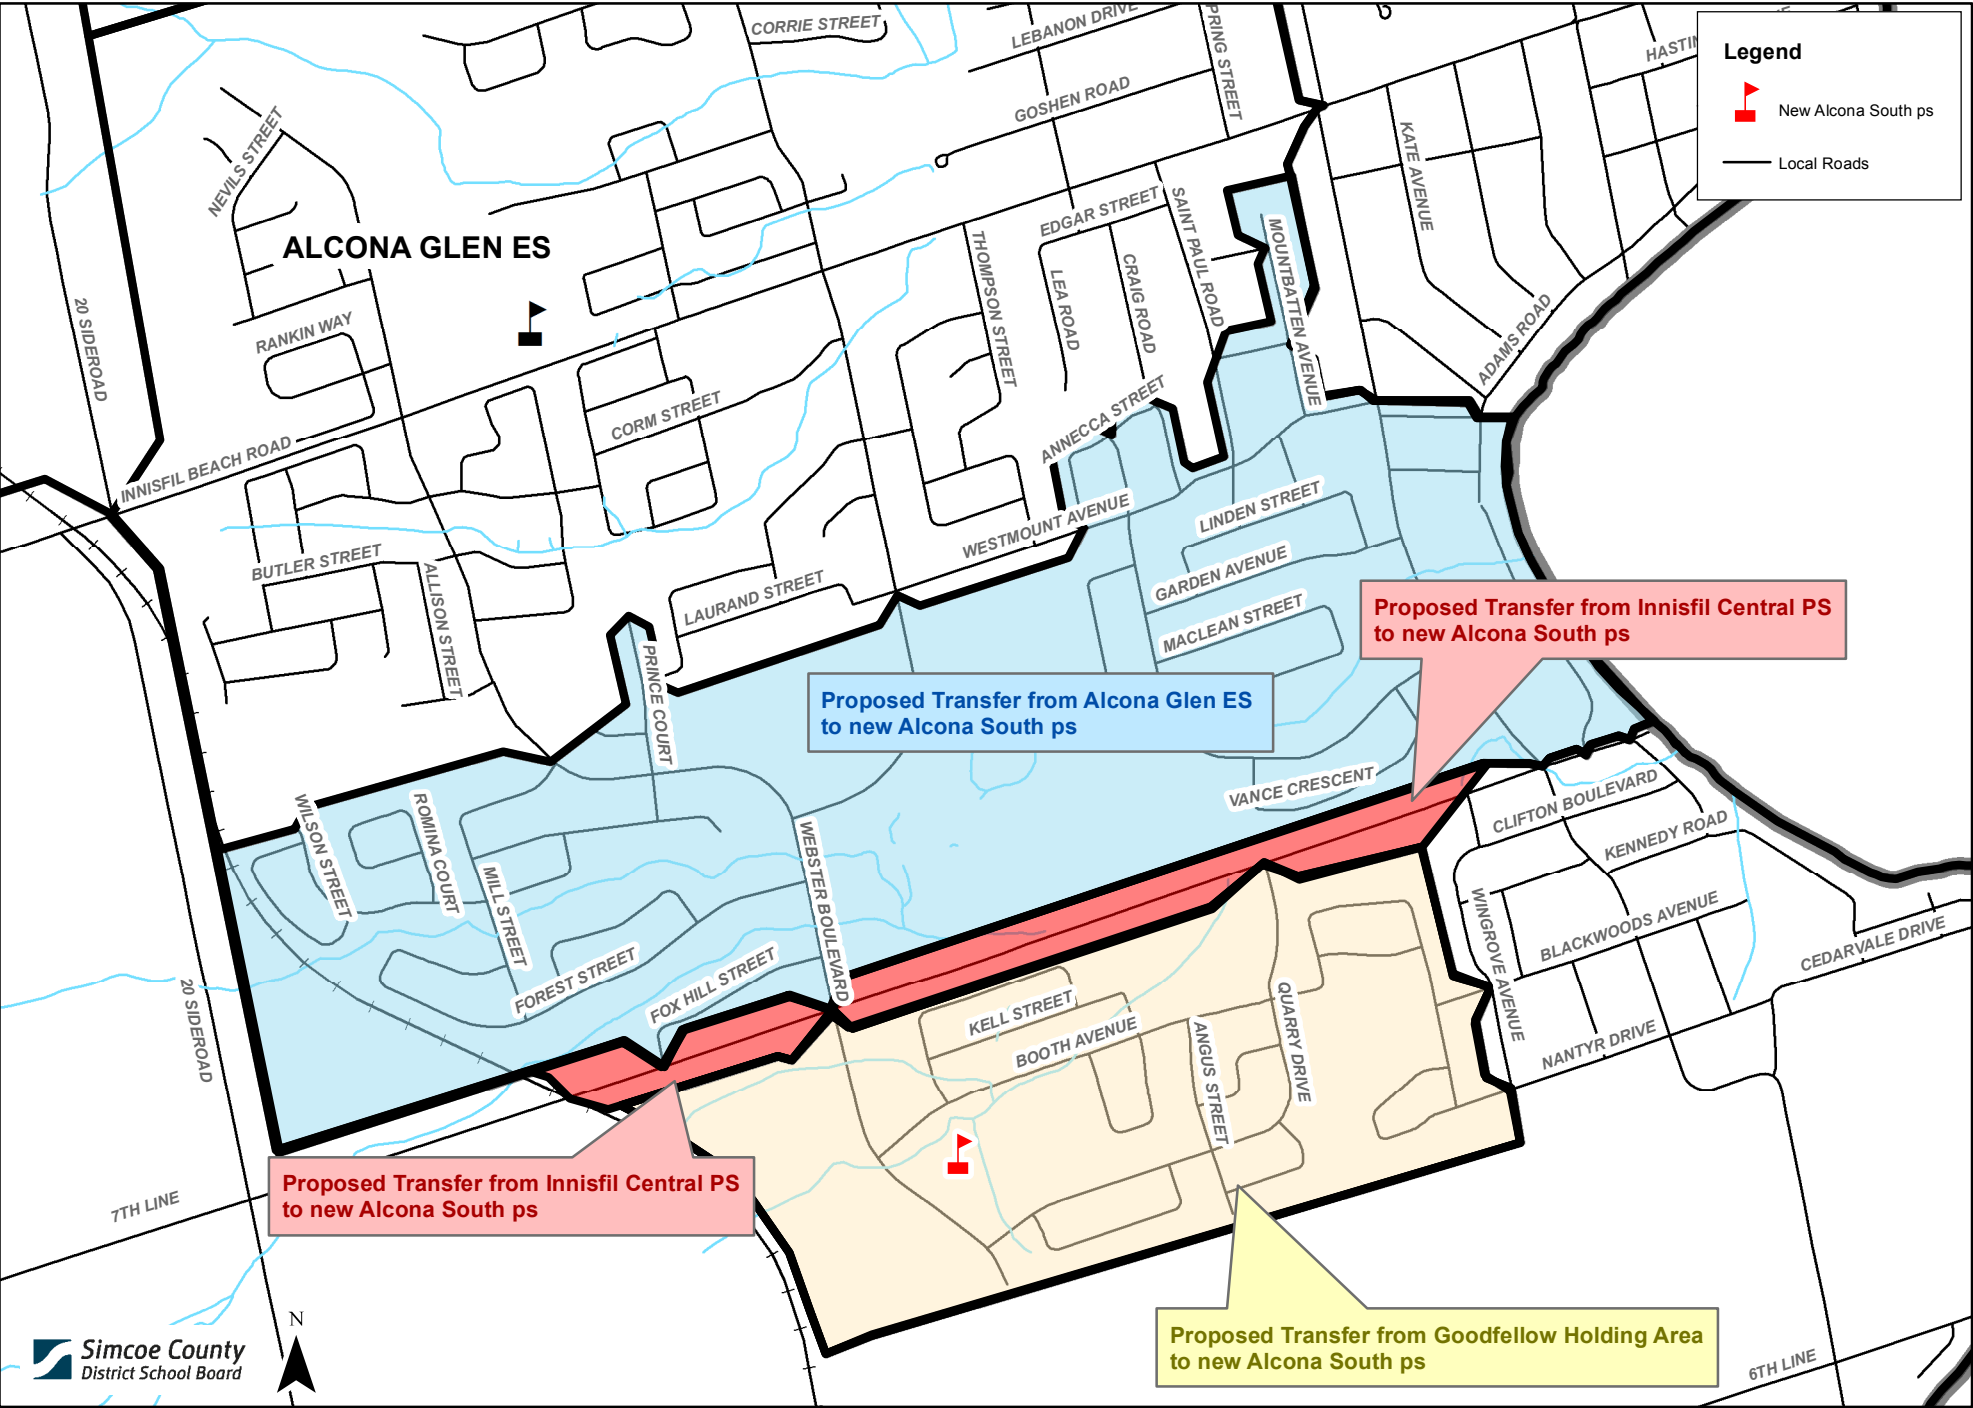 CORRIE STREET
LEBANON DRIVE
PRING STREET
GOSHEN ROAD
Legend
New Alcona South ps
Local Roads
NEVILS STREET
KATE AVENUE
ALCONA GLEN ES
EDGAR STREET
SAINT PAUL ROAD
MOUNTBATTEN AVENUE
THOMPSON STREET
LEA ROAD
CRAIG ROAD
20 SIDEROAD
RANKIN WAY
ADAMS ROAD
CORM STREET
ANNECCA STREET
INNISFIL BEACH ROAD
WESTMOUNT AVENUE
LINDEN STREET
BUTLER STREET
ALLISON STREET
LAURAND STREET
GARDEN AVENUE
MACLEAN STREET
Proposed Transfer from Innisfil Central PS
to new Alcona South ps
PRINCE COURT
Proposed Transfer from Alcona Glen ES
to new Alcona South ps
VANCE CRESCENT
CLIFTON BOULEVARD
KENNEDY ROAD
WILSON STREET
ROMINA COURT
MILL STREET
WEBSTER BOULEVARD
WINGROVE AVENUE
BLACKWOODS AVENUE
CEDARVALE DRIVE
FOREST STREET
FOX HILL STREET
20 SIDEROAD
KELL STREET
BOOTH AVENUE
ANGUS STREET
QUARRY DRIVE
NANTYR DRIVE
Proposed Transfer from Innisfil Central PS
to new Alcona South ps
7TH LINE
Proposed Transfer from Goodfellow Holding Area
to new Alcona South ps
6TH LINE
N
Simcoe County
District School Board